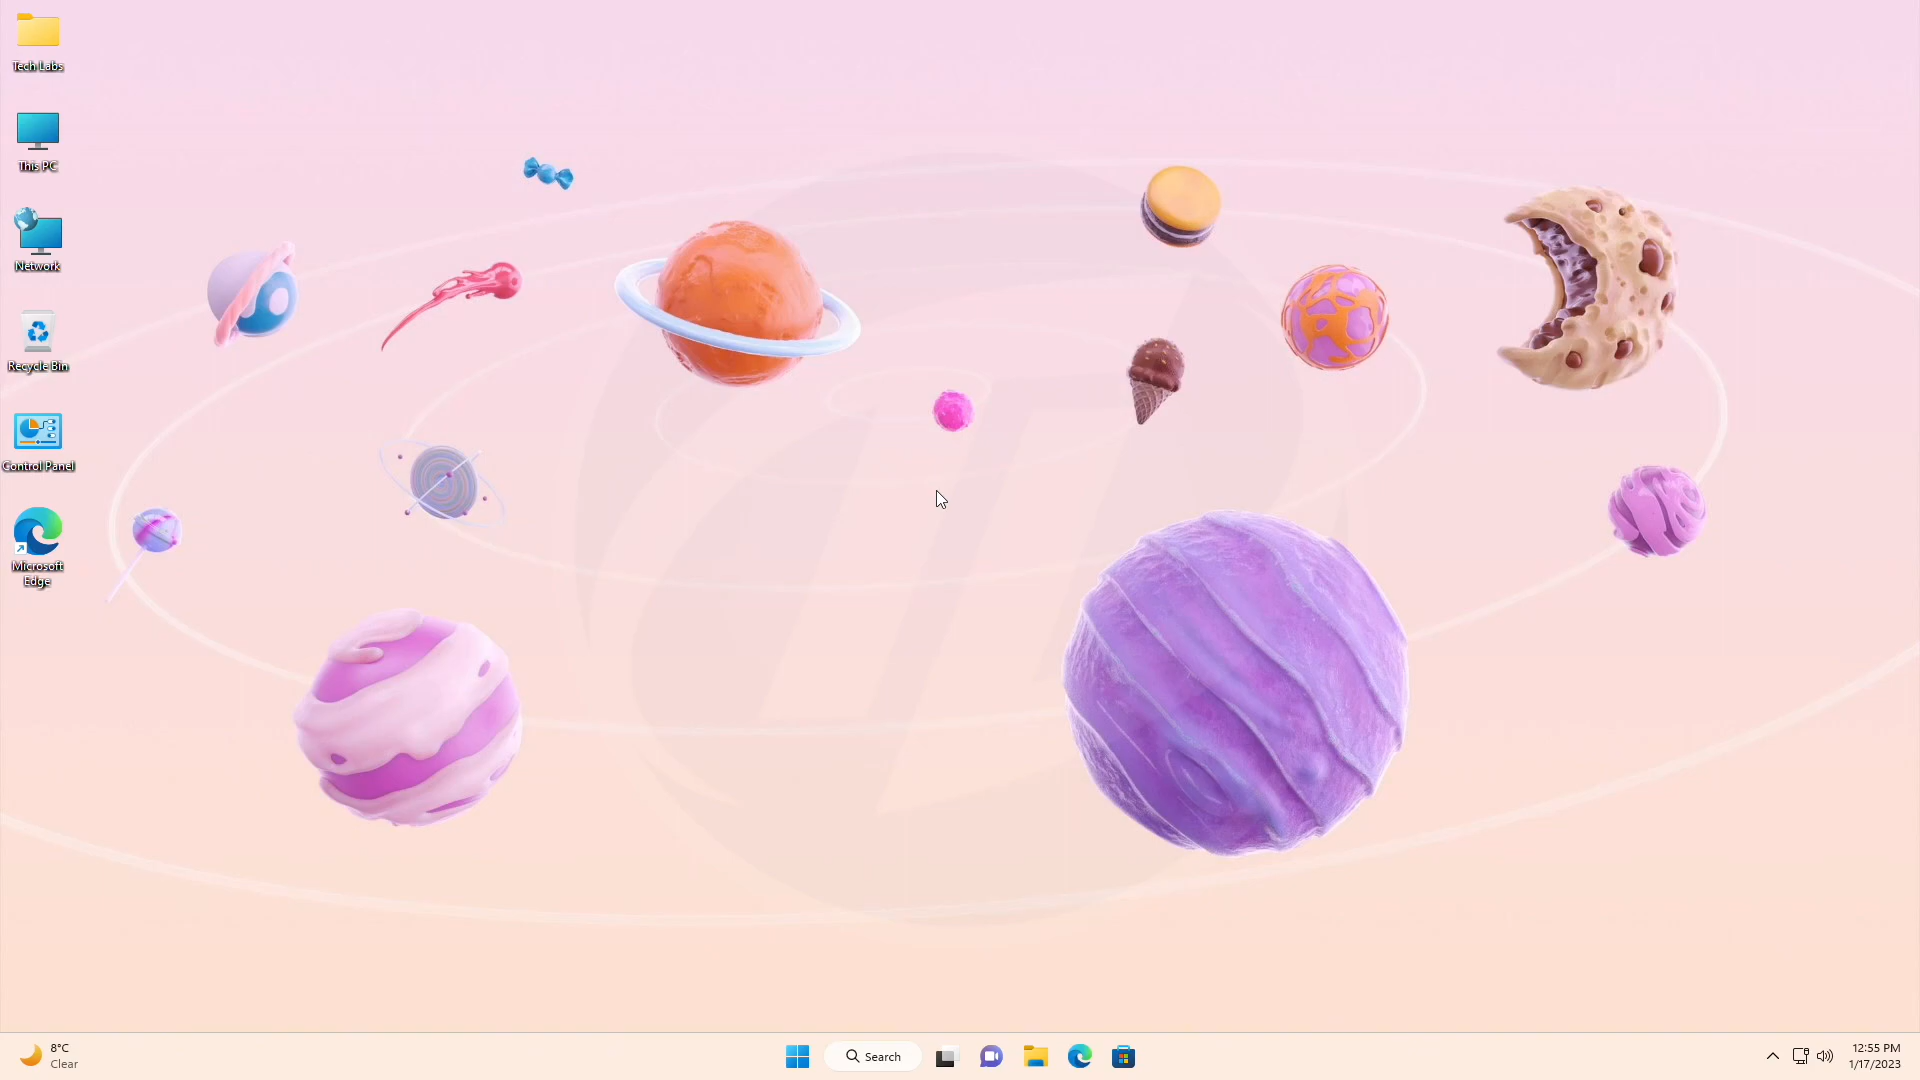 Tech Labs
This PC
Network
Recycle Bin
Control Panel
Microsoft
Edge
8°C
Clear
Search
12:55 PM
1/17/2023